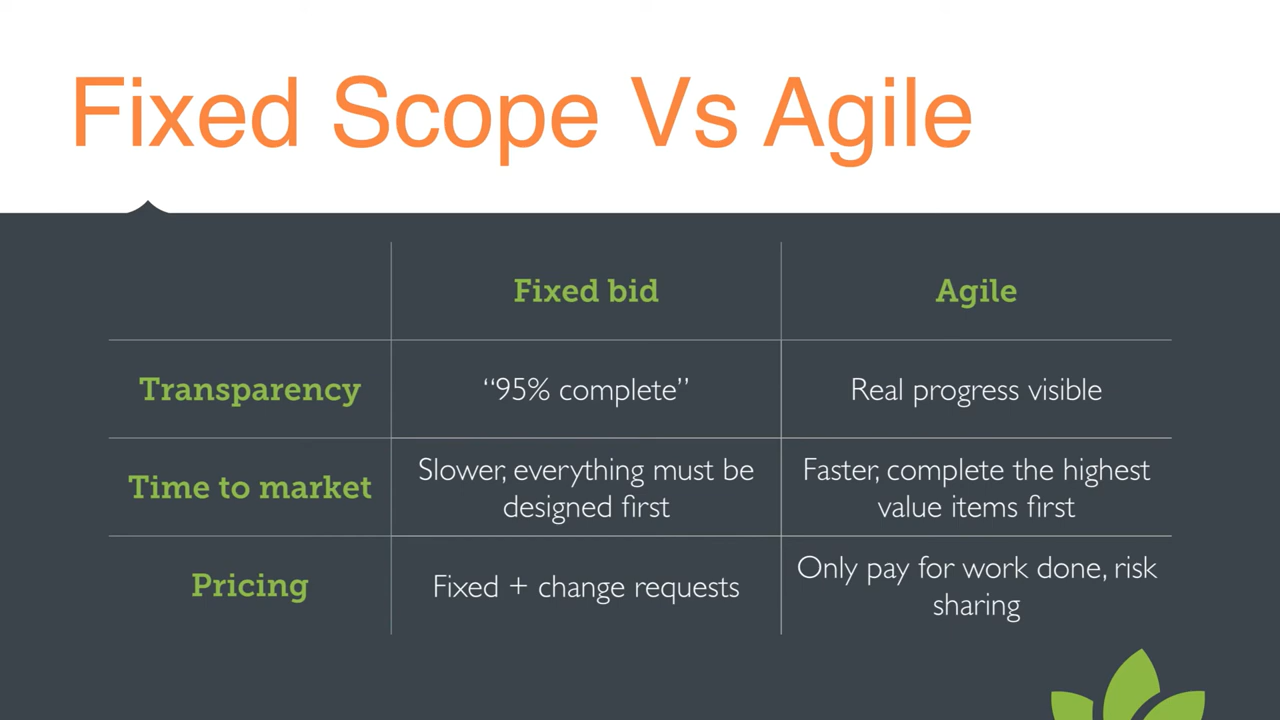 Fixed Scope Vs Agile
Fixed bid
Agile
Transparency
“95% complete”
Real progress visible
Time to market
Slower, everything must be
designed first
Faster, complete the highest
value items first
Pricing
Fixed + change requests
Only pay for work done, risk
sharing